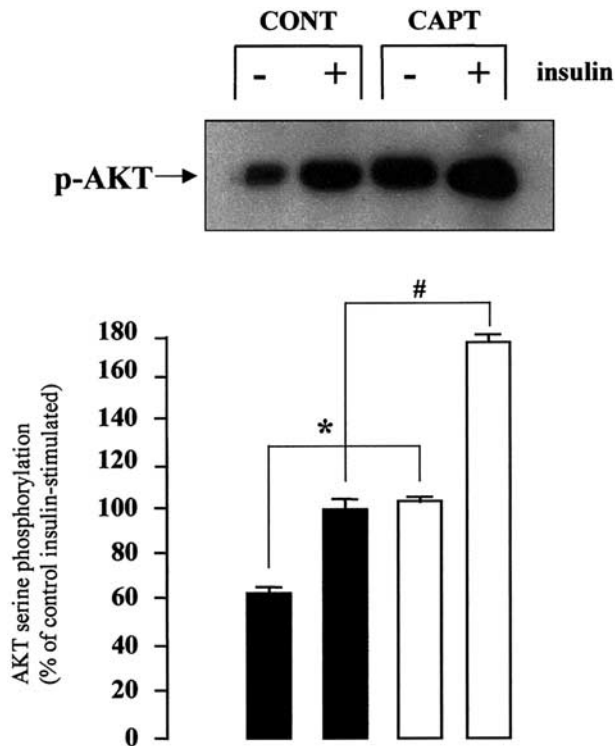 CONT CAPT
- + - + insulin
p-AKT
#
*
AKT serine phosphorylation
(% of control insulin-stimulated)
180
160
140
120
100
80
60
40
20
0